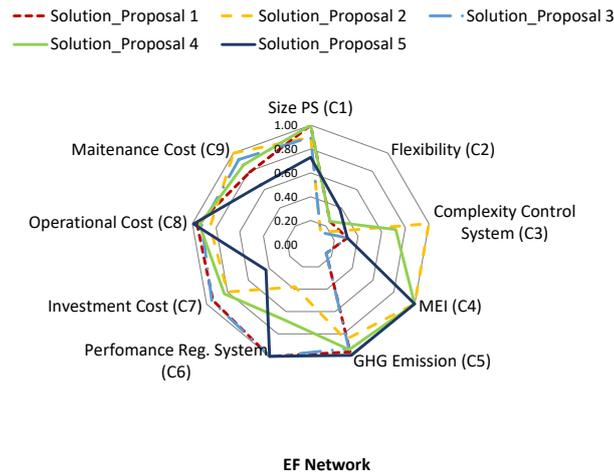 Solution_Proposal 1
Solution_Proposal 2
Solution_Proposal 3
Solution_Proposal 4
Solution_Proposal 5
Size PS (C1)
1.00
0.80
0.60
0.40
0.20
0.00
Maitenance Cost (C9)
Flexibility (C2)
Operational Cost (C8)
Complexity Control
System (C3)
Investment Cost (C7)
MEI (C4)
Perfomance Reg. System
(C6)
GHG Emission (C5)
EF Network